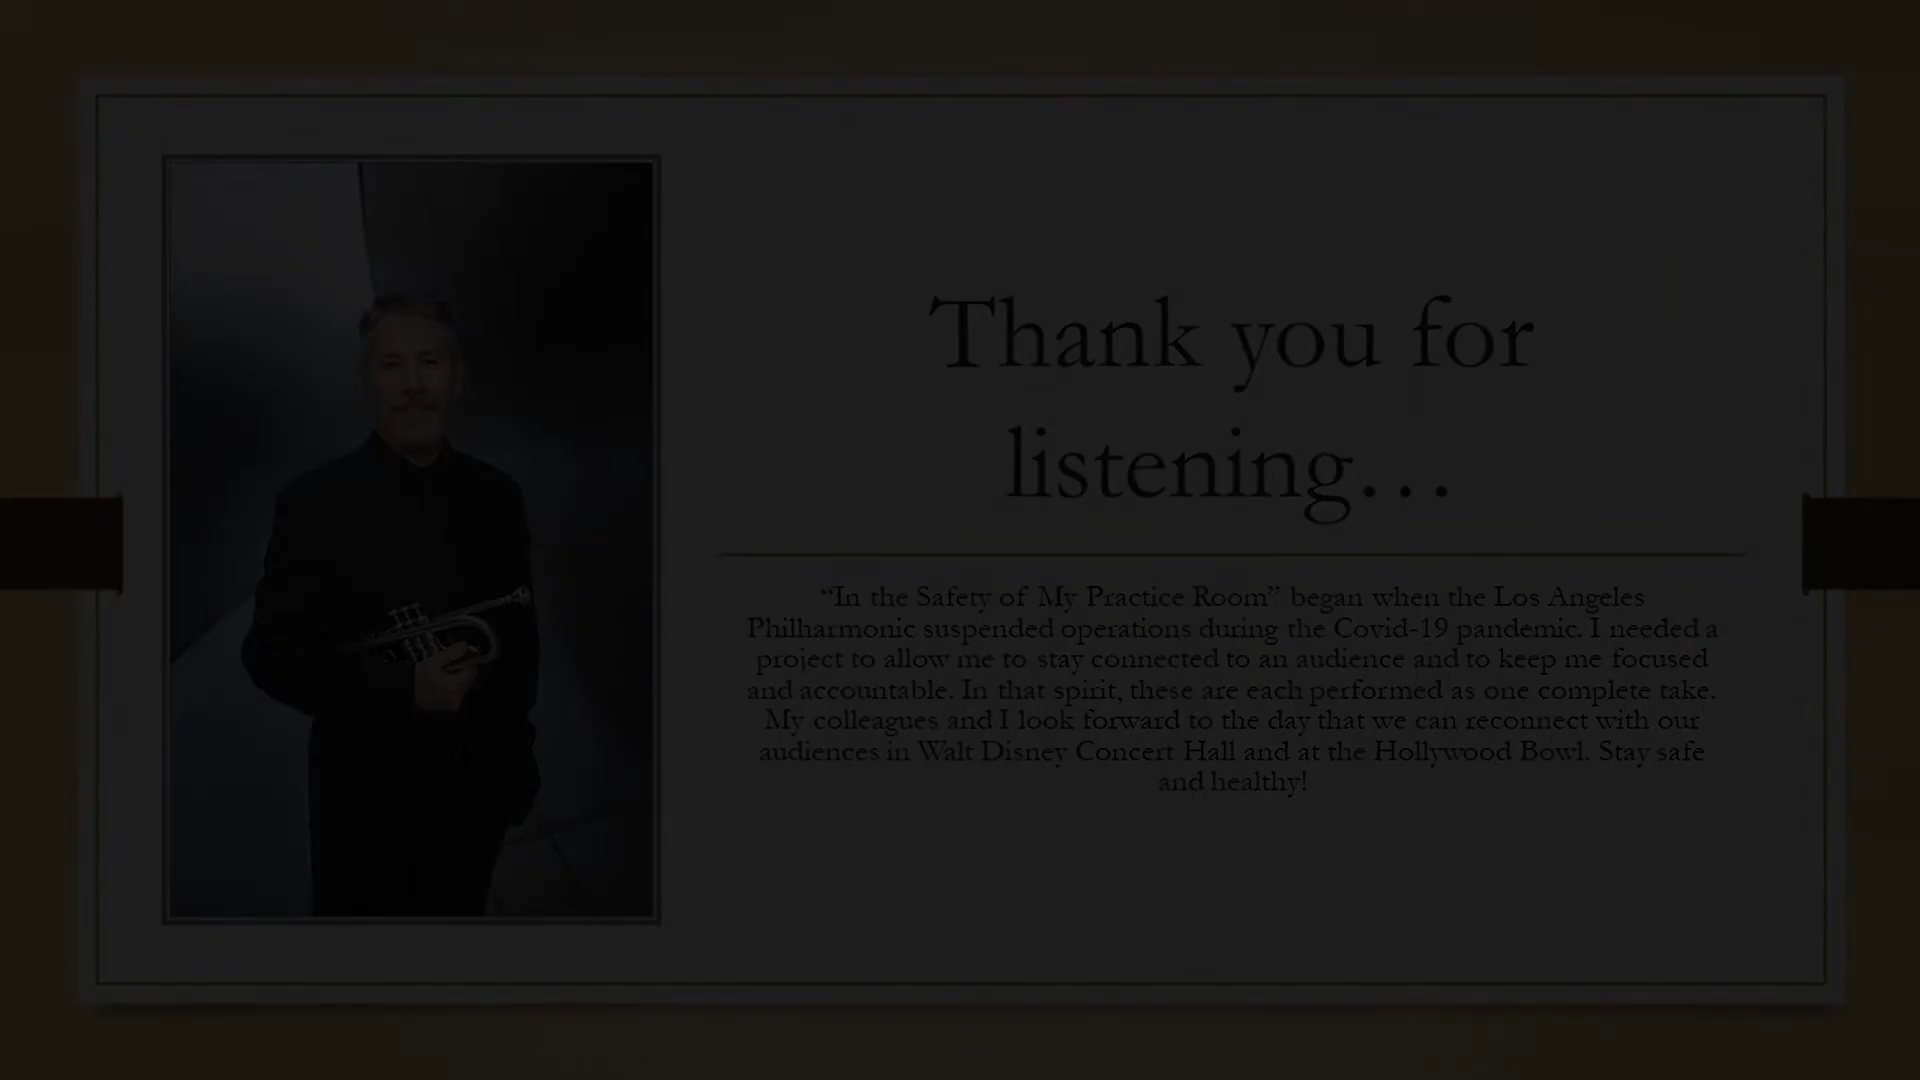 Thank you for
listening…
“In the Safety of My Practice Room” began when the Los Angeles
Philharmonic suspended operations during the Covid-19 pandemic. I needed a
project to allow me to stay connected to an audience and to keep me focused
and accountable. In that spirit, these are each performed as one complete take.
My colleagues and I look forward to the day that we can reconnect with our
audiences in Walt Disney Concert Hall and at the Hollywood Bowl. Stay safe
and healthy!